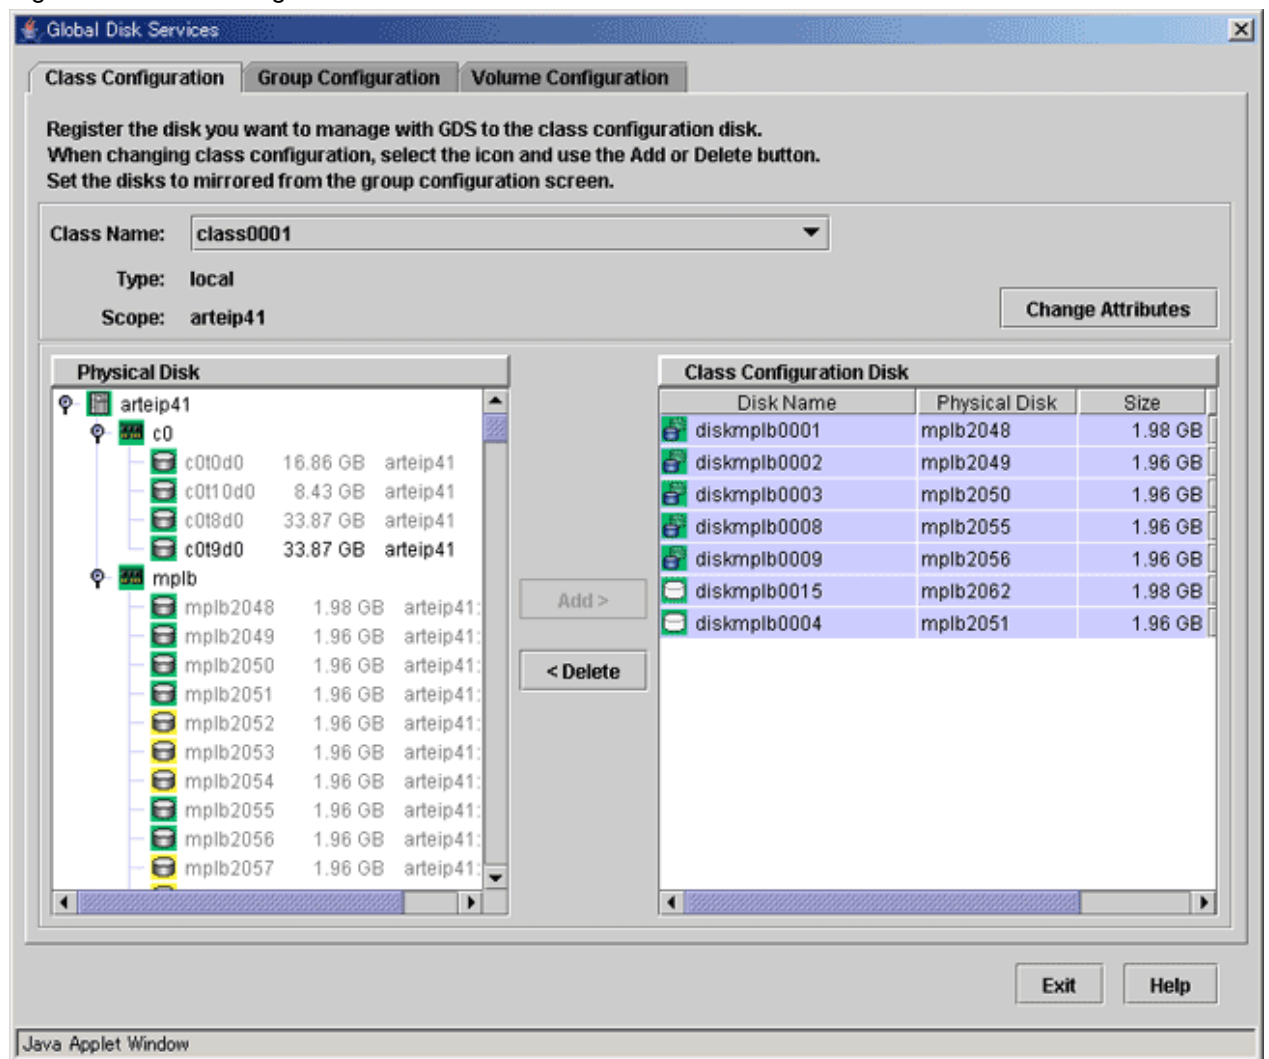 Global Disk Services
Class Configuration Group Configuration Volume Configuration
Register the disk you want to manage with GDS to the class configuration disk.
When changing class configuration, select the icon and use the Add or Delete button.
Set the disks to mirrored from the group configuration screen.
Class Name: class0001
Type: local
Scope: arteip41
Change Attributes
Physical Disk
arteip41
c0
c0t0d0 16.86 GB arteip41
c0t10d0 8.43 GB arteip41
c0t8d0 33.87 GB arteip41
c0t9d0 33.87 GB arteip41
mplb
mplb2048 1.98 GB arteip41:
mplb2049 1.96 GB arteip41:
mplb2050 1.96 GB arteip41:
mplb2051 1.96 GB arteip41:
mplb2052 1.96 GB arteip41:
mplb2053 1.96 GB arteip41:
mplb2054 1.96 GB arteip41:
mplb2055 1.96 GB arteip41:
mplb2056 1.96 GB arteip41:
mplb2057 1.96 GB arteip41:
Add >
< Delete
Class Configuration Disk
Disk Name Physical Disk Size
diskmplb0001 mplb2048 1.98 GB
diskmplb0002 mplb2049 1.96 GB
diskmplb0003 mplb2050 1.96 GB
diskmplb0008 mplb2055 1.96 GB
diskmplb0009 mplb2056 1.96 GB
diskmplb0015 mplb2062 1.98 GB
diskmplb0004 mplb2051 1.96 GB
Exit Help
Java Applet Window